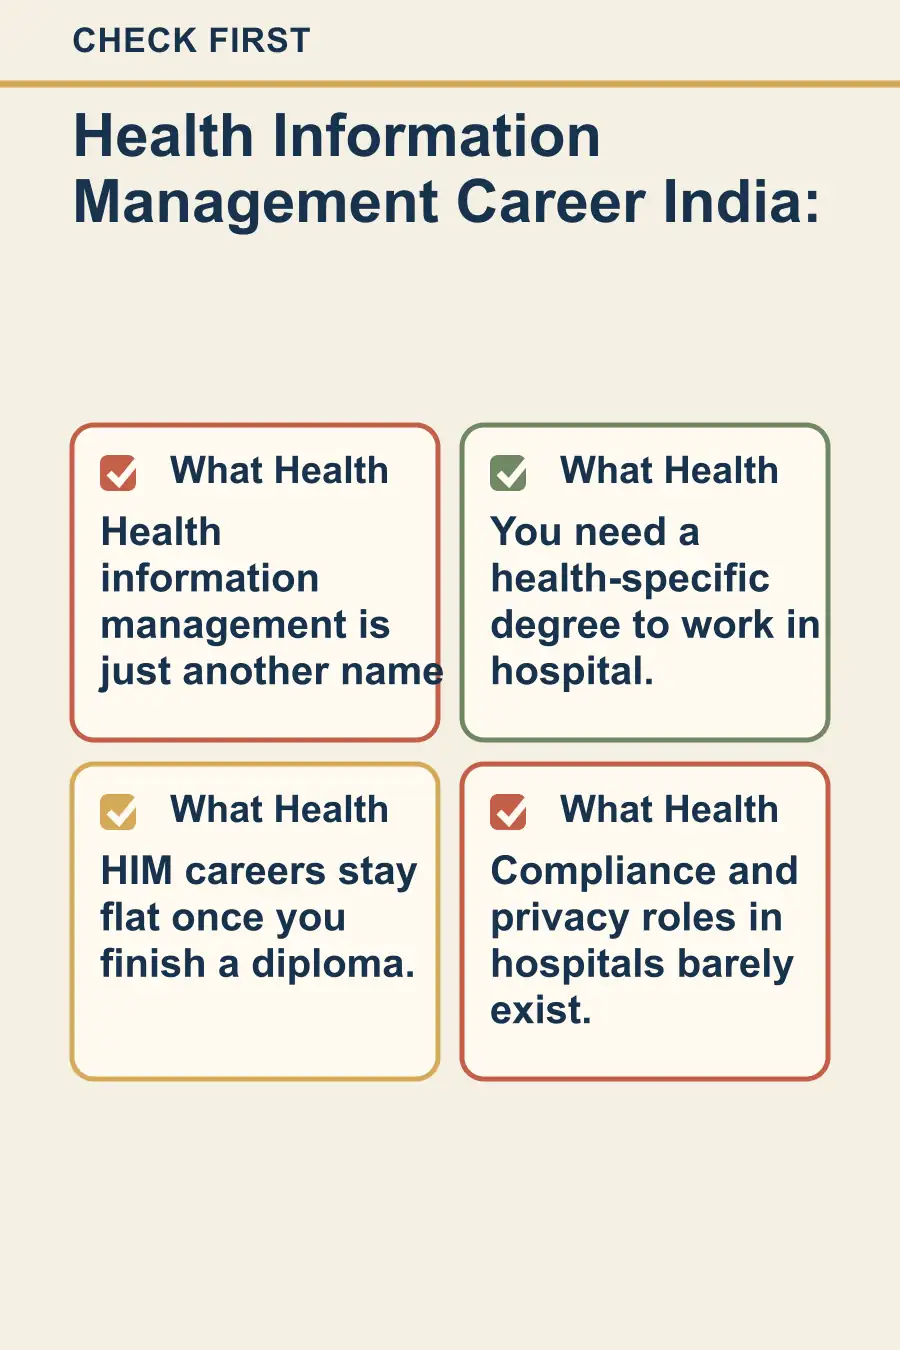 CHECK FIRST
Health Information
Management Career India:
What Health
Health
information
management is
just another name
What Health
You need a
health-specific
degree to work in
hospital.
What Health
HIM careers stay
flat once you
finish a diploma.
What Health
Compliance and
privacy roles in
hospitals barely
exist.